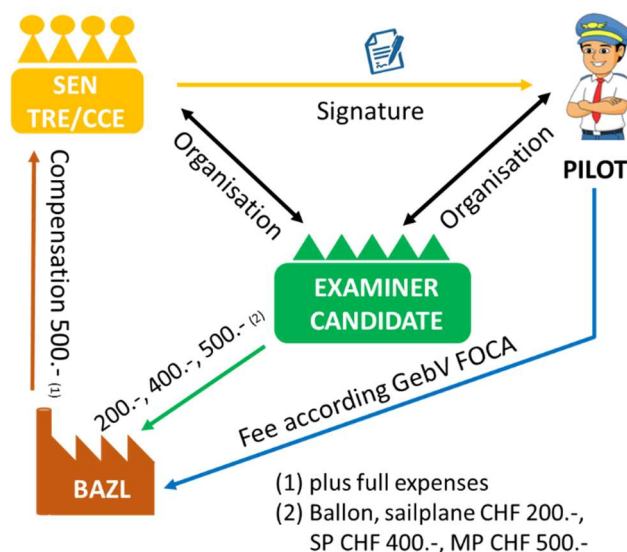 SEN
TRE/CCE
Signature
PILOT
Organisation
Organisation
EXAMINER
CANDIDATE
Compensation 500.- (1)
200.-, 400.-, 500.- (2)
Fee according GebV FOCA
BAZL
(1) plus full expenses
(2) Ballon, sailplane CHF 200.-,
SP CHF 400.-, MP CHF 500.-